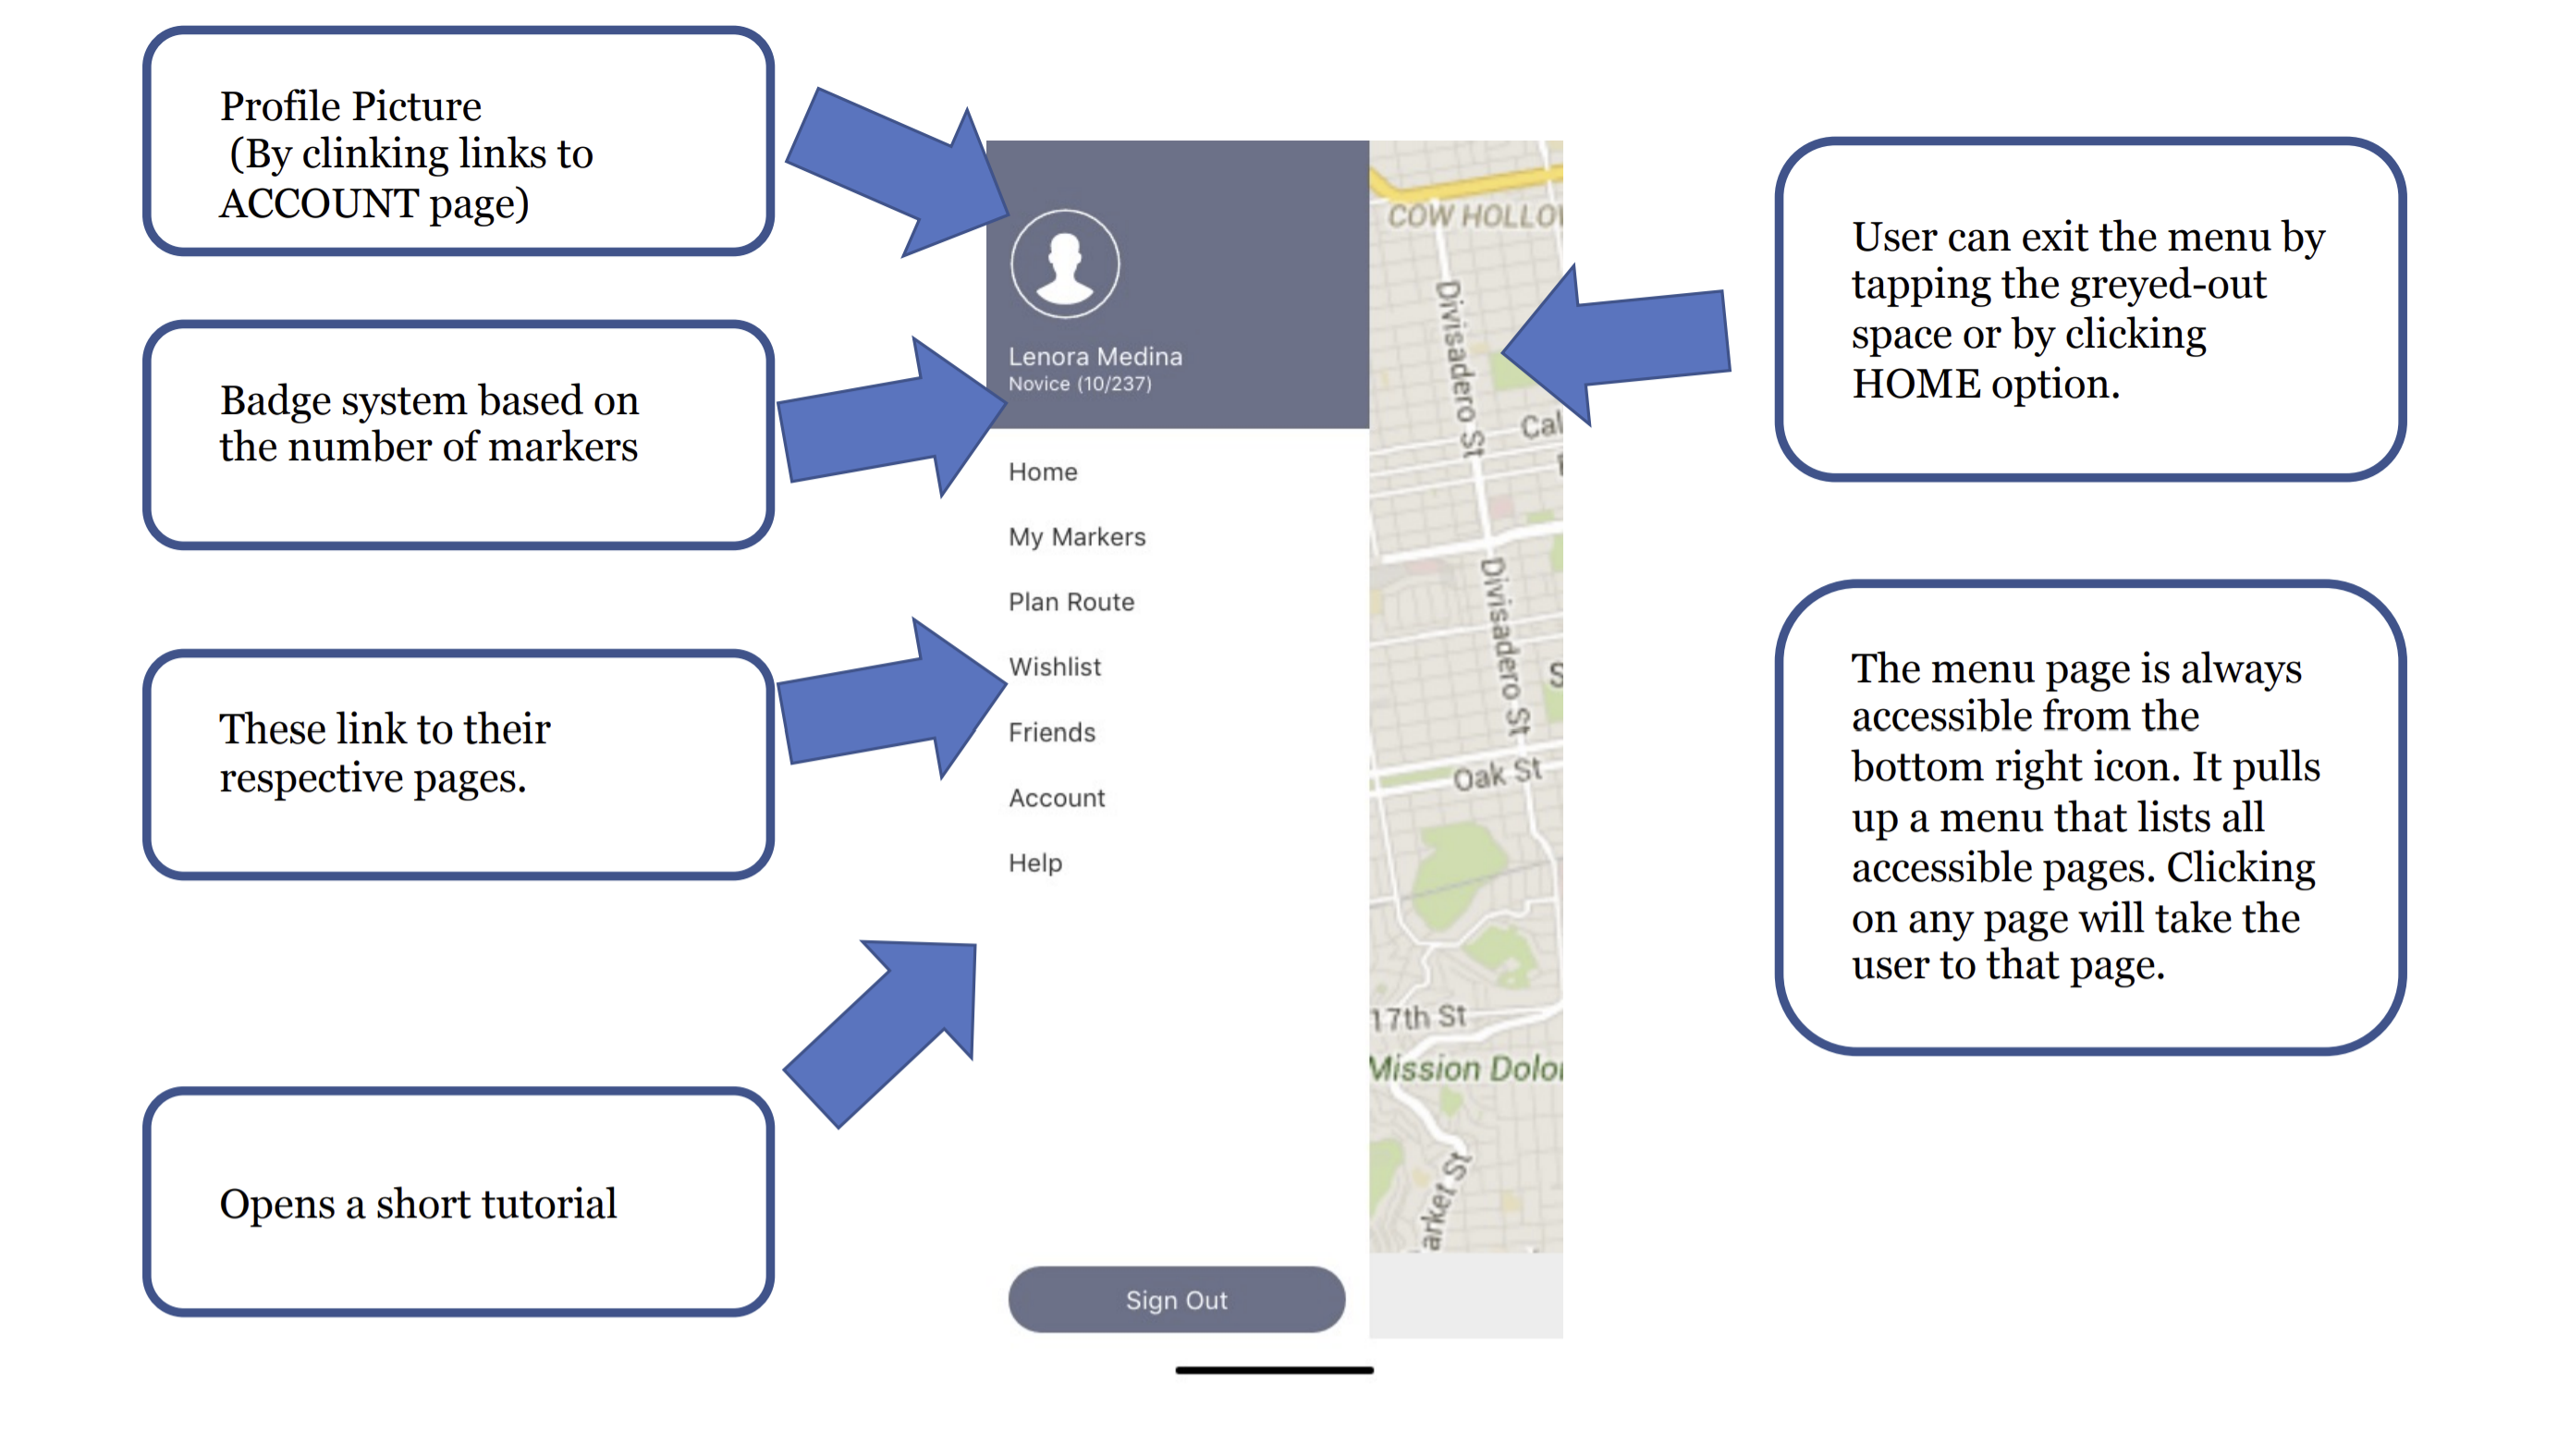 Profile Picture
(By clinking links to
ACCOUNT page)
Badge system based on
the number of markers
These link to their
respective pages.
Opens a short tutorial
Lenora Medina
Novice (10/237)
Home
My Markers
Plan Route
Wishlist
Friends
Account
Help
Sign Out
COW HOLLO
Divisadero St
Cal
Divisadero St
S
Oak St
17th St
Mission Dolo
arket St
User can exit the menu by
tapping the greyed-out
space or by clicking
HOME option.
The menu page is always
accessible from the
bottom right icon. It pulls
up a menu that lists all
accessible pages. Clicking
on any page will take the
user to that page.